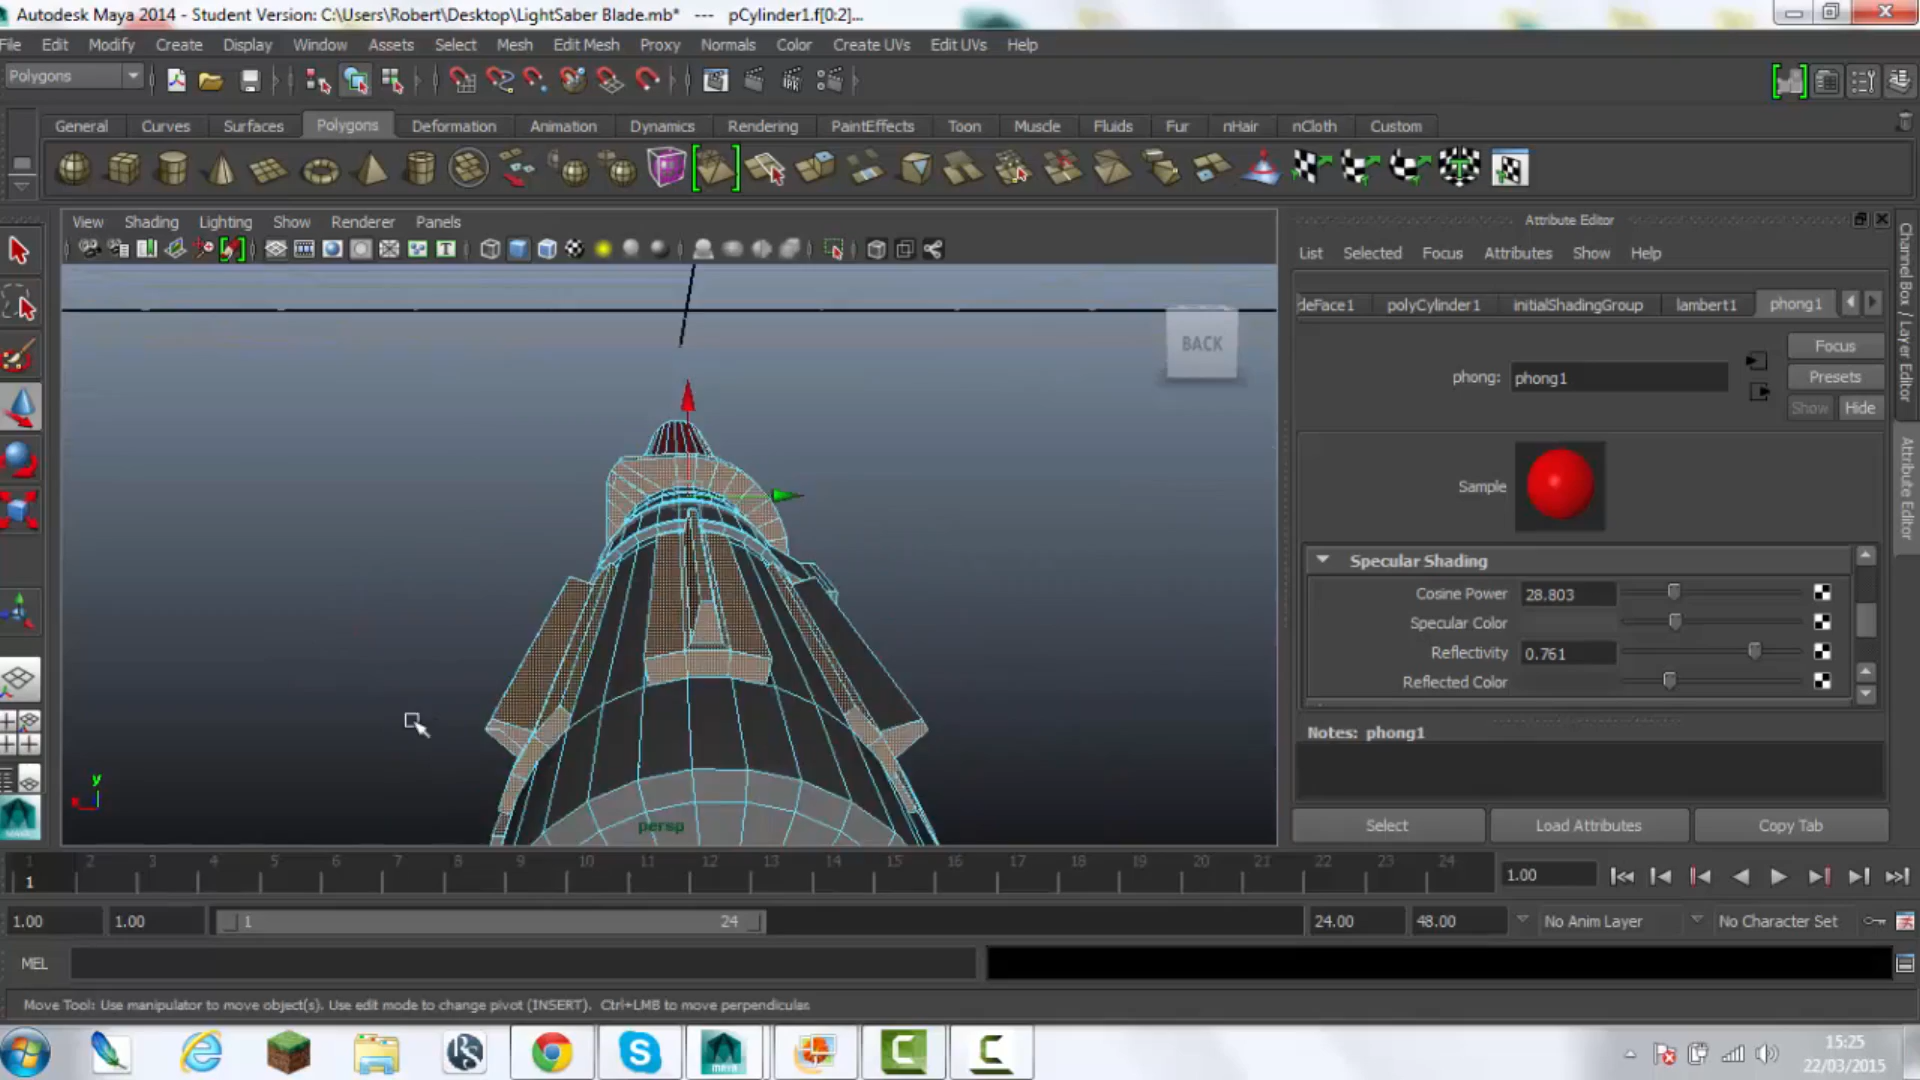 Autodesk Maya 2014 - Student Version: C:\Users\Robert\Desktop\LightSaber Blade.mb* --- pCylinder1.f[0:2]...
File Edit Modify Create Display Window Assets Select Mesh Edit Mesh Proxy Normals Color Create UVs Edit UVs Help
Polygons
General Curves Surfaces Polygons Deformation Animation Dynamics Rendering PaintEffects Toon Muscle Fluids Fur nHair nCloth Custom
View Shading Lighting Show Renderer Panels
Attribute Editor
List Selected Focus Attributes Show Help
deFace1 polyCylinder1 initialShadingGroup lambert1 phong1
Focus
phong: phong1
Presets
Show Hide
Sample
Specular Shading
Cosine Power 28.803
Specular Color
Reflectivity 0.761
Reflected Color
Notes: phong1
Select Load Attributes Copy Tab
Channel Box / Layer Editor
Attribute Editor
BACK
y
persp
1 2 3 4 5 6 7 8 9 10 11 12 13 14 15 16 17 18 19 20 21 22 23 24
1
1.00
1.00 1.00 1 24 24.00 48.00 No Anim Layer No Character Set
MEL
Move Tool: Use manipulator to move object(s). Use edit mode to change pivot (INSERT). Ctrl+LMB to move perpendicular.
15:25
22/03/2015